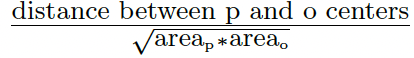 distance between p and o centers
√areaₚ*areaₒ